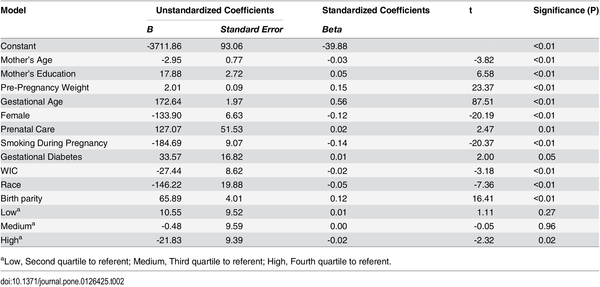 Model Unstandardized Coefficients Standardized Coefficients t Significance (P)
B Standard Error Beta
Constant -3711.86 93.06 -39.88 <0.01
Mother's Age -2.95 0.77 -0.03 -3.82 <0.01
Mother's Education 17.88 2.72 0.05 6.58 <0.01
Pre-Pregnancy Weight 2.01 0.09 0.15 23.37 <0.01
Gestational Age 172.64 1.97 0.56 87.51 <0.01
Female -133.90 6.63 -0.12 -20.19 <0.01
Prenatal Care 127.07 51.53 0.02 2.47 0.01
Smoking During Pregnancy -184.69 9.07 -0.14 -20.37 <0.01
Gestational Diabetes 33.57 16.82 0.01 2.00 0.05
WIC -27.44 8.62 -0.02 -3.18 <0.01
Race -146.22 19.88 -0.05 -7.36 <0.01
Birth parity 65.89 4.01 0.12 16.41 <0.01
Lowᵃ 10.55 9.52 0.01 1.11 0.27
Mediumᵃ -0.48 9.59 0.00 -0.05 0.96
Highᵃ -21.83 9.39 -0.02 -2.32 0.02
ᵃLow, Second quartile to referent; Medium, Third quartile to referent; High, Fourth quartile to referent.
doi:10.1371/journal.pone.0126425.t002